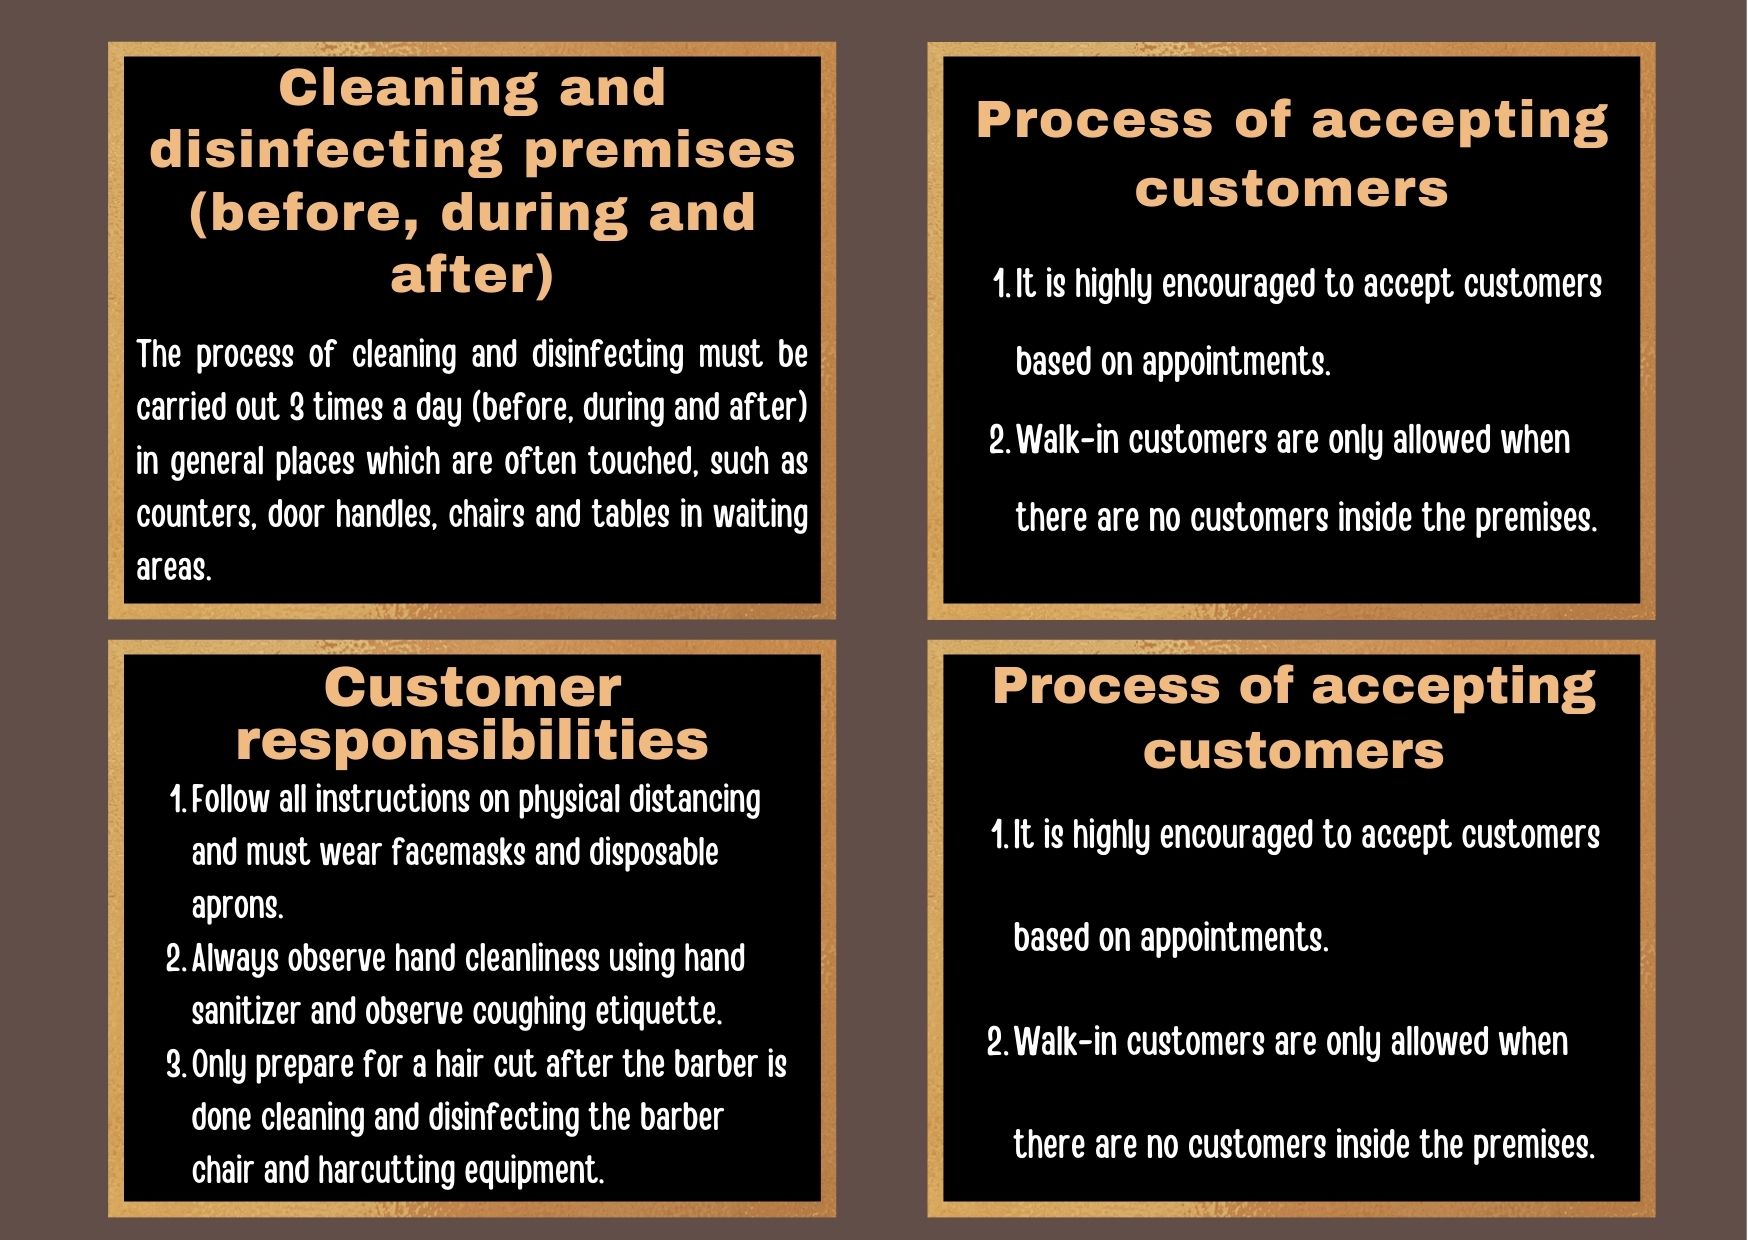 Cleaning and
disinfecting premises
(before, during and
after)
The process of cleaning and disinfecting must be
carried out 3 times a day (before, during and after)
in general places which are often touched, such as
counters, door handles, chairs and tables in waiting
areas.
Process of accepting
customers
1. It is highly encouraged to accept customers
based on appointments.
2. Walk-in customers are only allowed when
there are no customers inside the premises.
Customer
responsibilities
1. Follow all instructions on physical distancing
and must wear facemasks and disposable
aprons.
2. Always observe hand cleanliness using hand
sanitizer and observe coughing etiquette.
3. Only prepare for a hair cut after the barber is
done cleaning and disinfecting the barber
chair and harcutting equipment.
Process of accepting
customers
1. It is highly encouraged to accept customers
based on appointments.
2. Walk-in customers are only allowed when
there are no customers inside the premises.